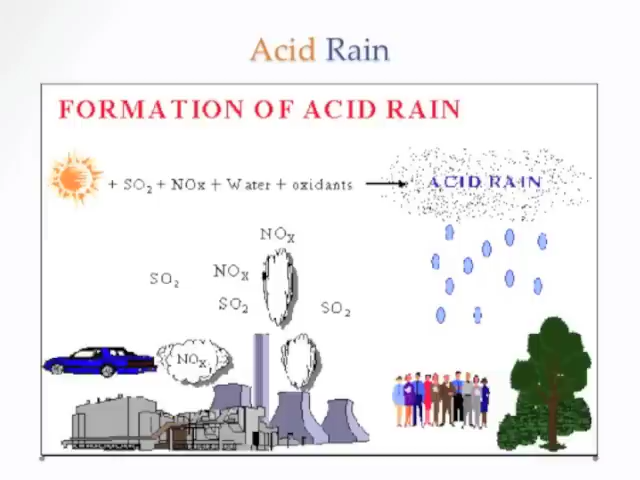 Acid Rain
FORMATION OF ACID RAIN
+ SO₂ + NOx + Water + oxidants
ACID RAIN
NOₓ
NOₓ
SO₂
SO₂
SO₂
NOₓ